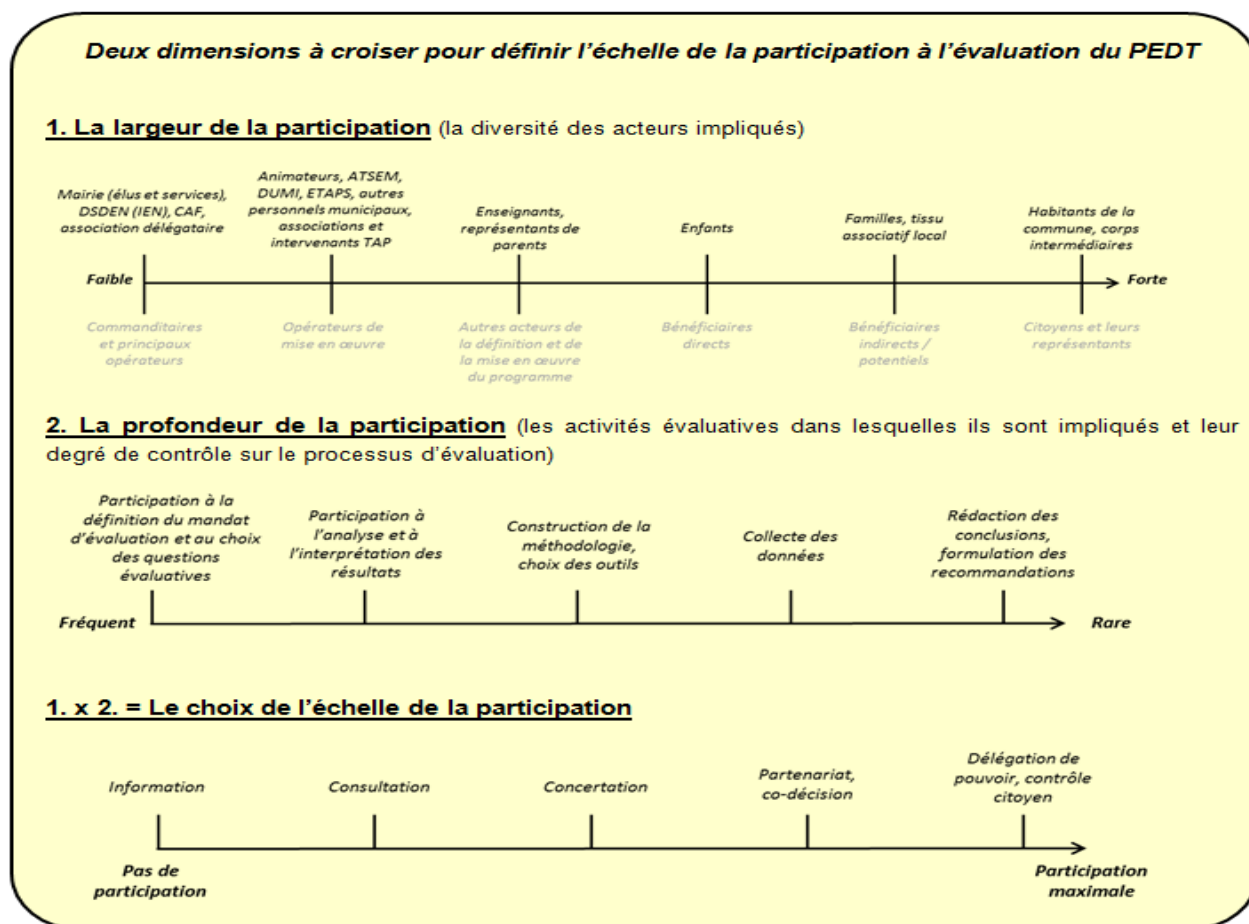 Deux dimensions à croiser pour définir l'échelle de la participation à l'évaluation du PEDT
1. La largeur de la participation (la diversité des acteurs impliqués)
Mairie (élus et services),
DSDEN (IEN), CAF,
association délégataire
Animateurs, ATSEM,
DUMI, ETAPS, autres
personnels municipaux,
associations et
intervenants TAP
Enseignants,
représentants de
parents
Enfants
Familles, tissu
associatif local
Habitants de la
commune, corps
intermédiaires
Faible
Forte
Commanditaires
et principaux
opérateurs
Opérateurs de
mise en œuvre
Autres acteurs de
la définition et de
la mise en œuvre
du programme
Bénéficiaires
directs
Bénéficiaires
indirects /
potentiels
Citoyens et leurs
représentants
2. La profondeur de la participation (les activités évaluatives dans lesquelles ils sont impliqués et leur
degré de contrôle sur le processus d'évaluation)
Participation à la
définition du mandat
d'évaluation et au choix
des questions
évaluatives
Participation à
l'analyse et à
l'interprétation des
résultats
Construction de la
méthodologie,
choix des outils
Collecte des
données
Rédaction des
conclusions,
formulation des
recommandations
Fréquent
Rare
1. x 2. = Le choix de l'échelle de la participation
Information
Consultation
Concertation
Partenariat,
co-décision
Délégation de
pouvoir, contrôle
citoyen
Pas de
participation
Participation
maximale